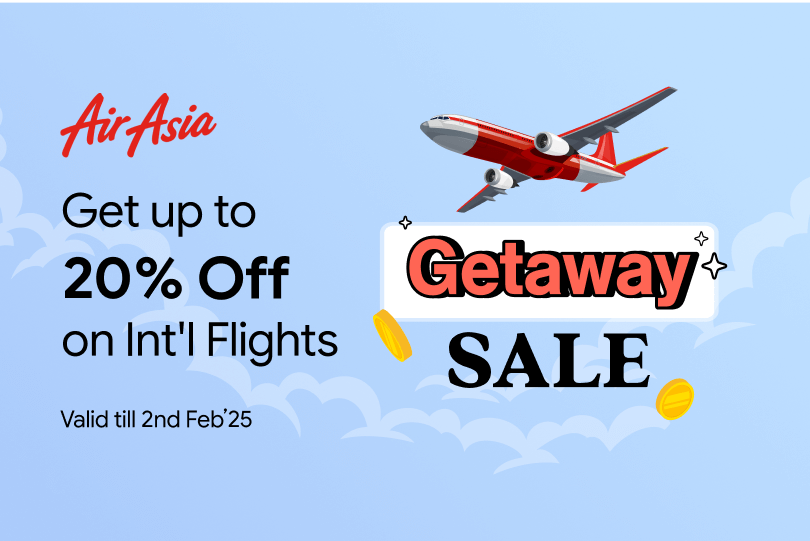 AirAsia
Get up to
20% Off
on Int'l Flights
Valid till 2nd Feb'25
Getaway
SALE